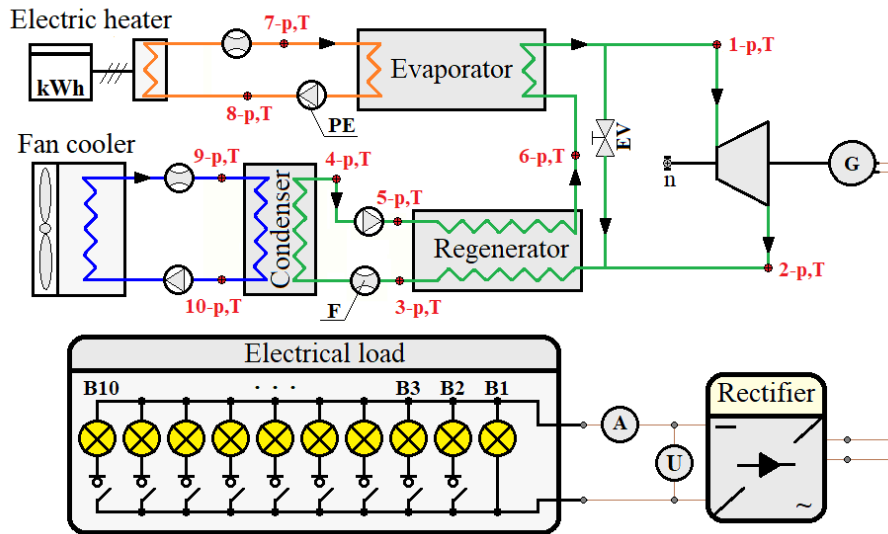 Electric heater
7-p,T
1-p,T
Evaporator
kWh
8-p,T
PE
Fan cooler
9-p,T
4-p,T
6-p,T
EV
n
G
5-p,T
Condenser
Regenerator
10-p,T
F
3-p,T
2-p,T
Electrical load
B10 . . . B3 B2 B1
Rectifier
A
U
~